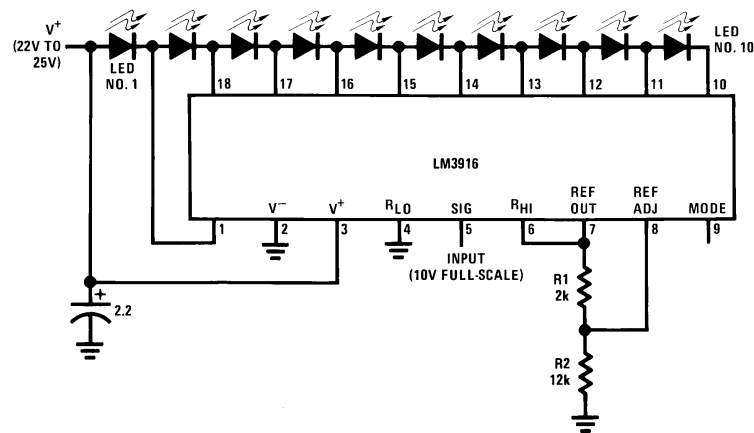 V+
(22V TO
25V)
LED
NO. 1
LED
NO. 10
18
17
16
15
14
13
12
11
10
LM3916
V−
V+
RLO
SIG
RHI
REF
OUT
REF
ADJ
MODE
1
2
3
4
5
6
7
8
9
INPUT
(10V FULL-SCALE)
+
2.2
R1
2k
R2
12k